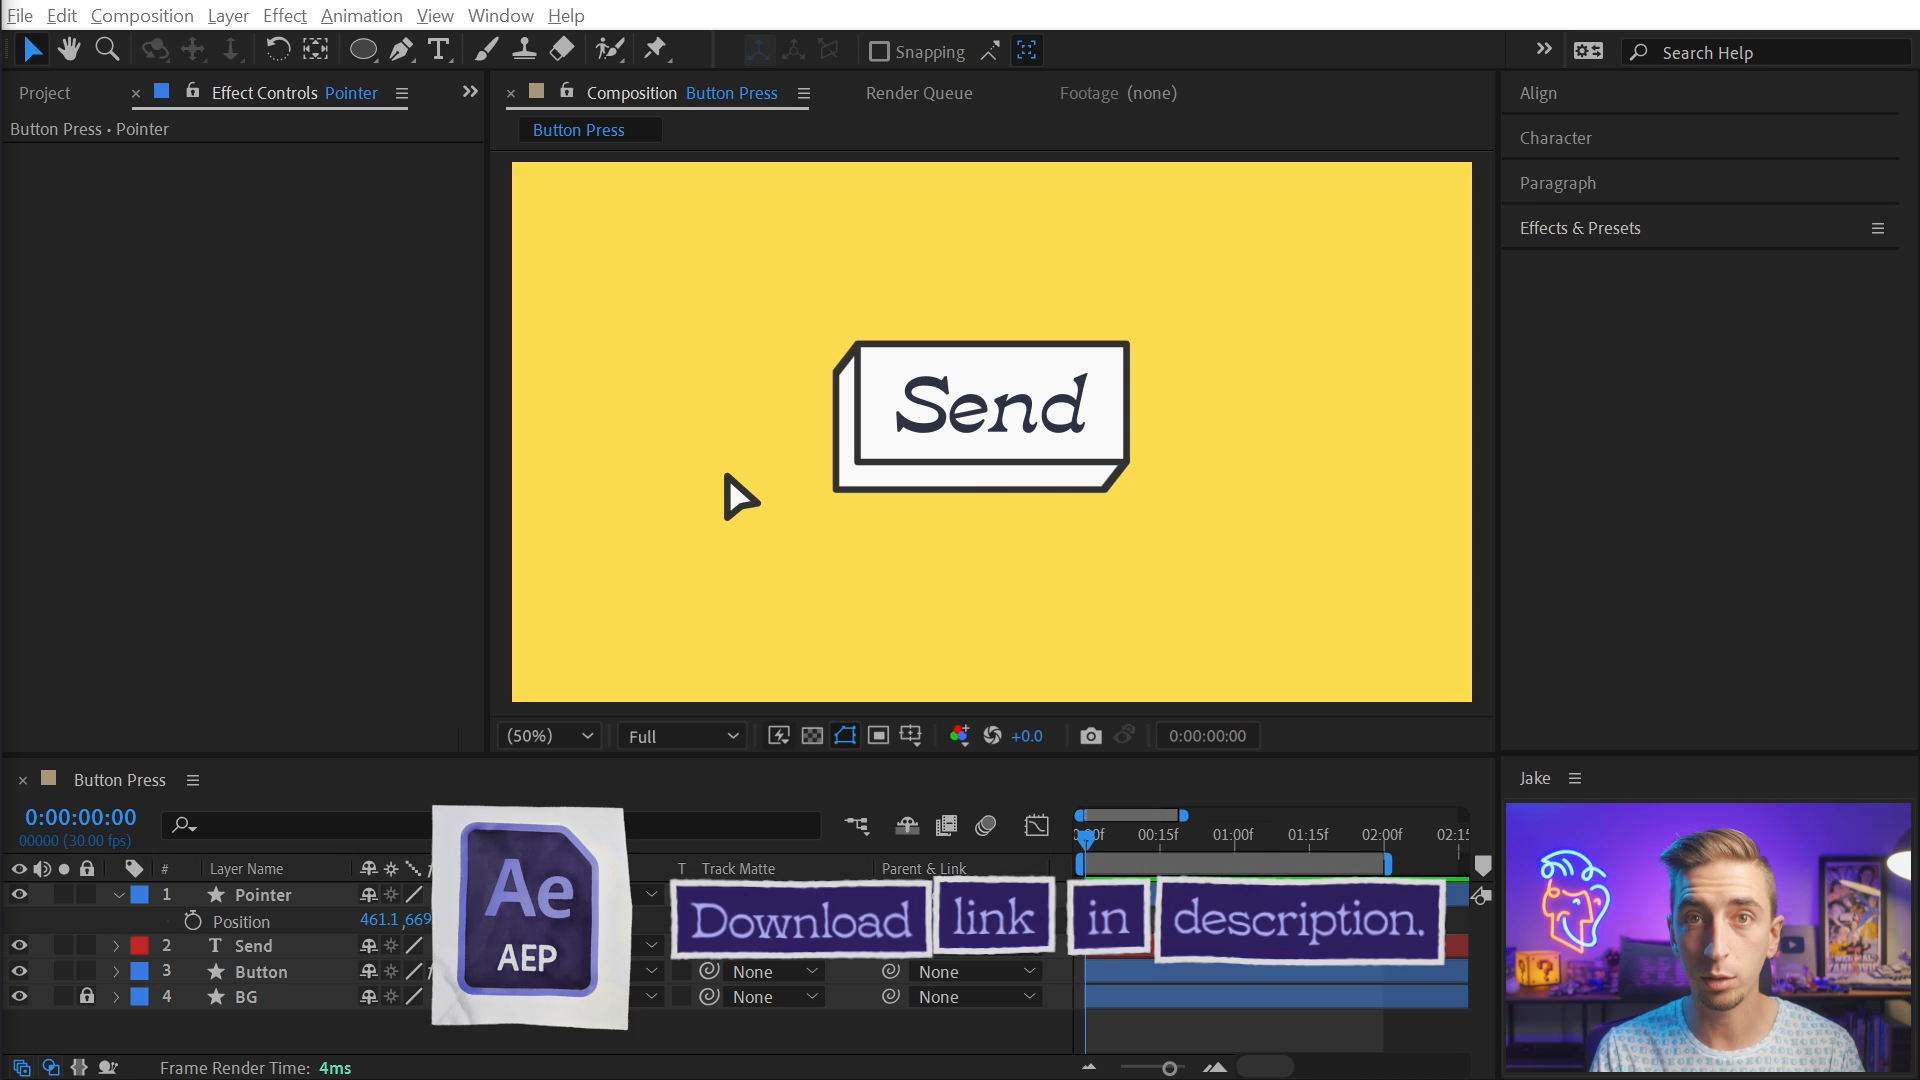 File Edit Composition Layer Effect Animation View Window Help
Snapping
Search Help
Project
Effect Controls Pointer
Composition Button Press
Render Queue
Footage (none)
Align
Button Press • Pointer
Button Press
Character
Paragraph
Effects & Presets
Send
(50%)
Full
+0.0
0:00:00:00
Button Press
Jake
0:00:00:00
00000 (30.00 fps)
00:15f 01:00f 01:15f 02:00f
# Layer Name
T Track Matte
Parent & Link
1 Pointer
Position 461.1,669
2 T Send
3 Button
None
None
4 BG
None
None
Ae
AEP
Download link in description.
Frame Render Time: 4ms